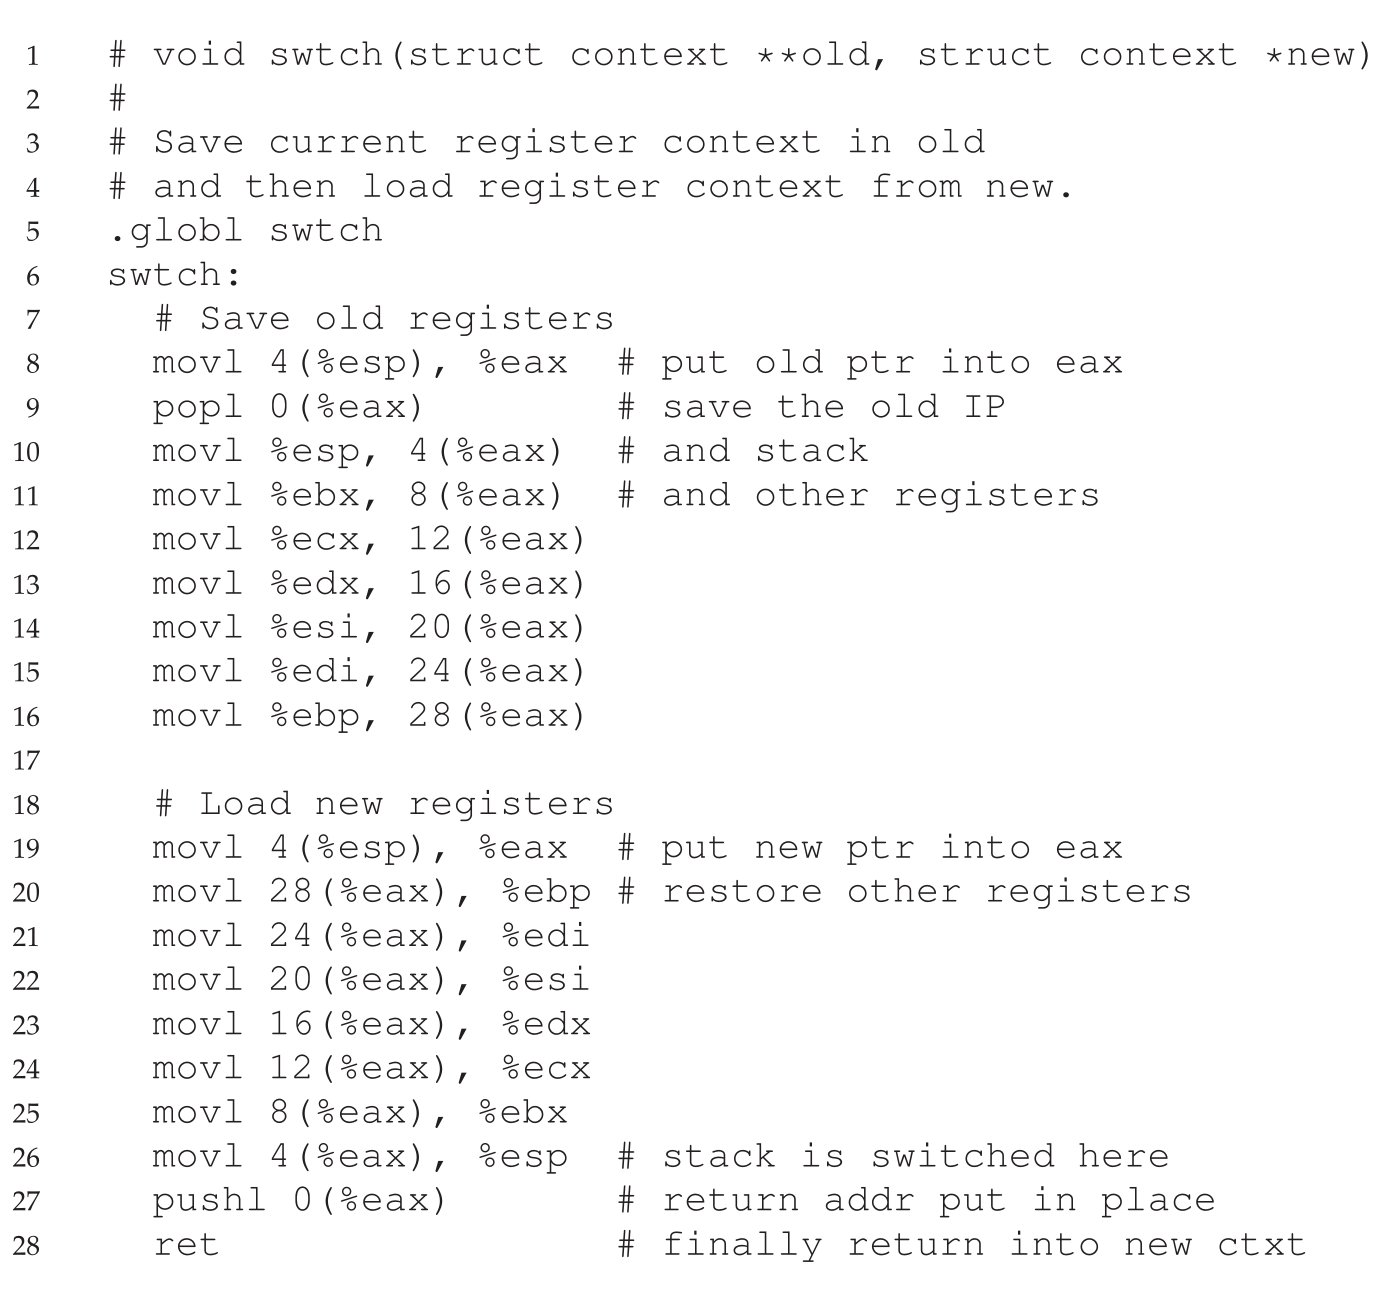 1 # void swtch(struct context **old, struct context *new)
2 #
3 # Save current register context in old
4 # and then load register context from new.
5 .globl swtch
6 swtch:
7 # Save old registers
8 movl 4(%esp), %eax # put old ptr into eax
9 popl 0(%eax) # save the old IP
10 movl %esp, 4(%eax) # and stack
11 movl %ebx, 8(%eax) # and other registers
12 movl %ecx, 12(%eax)
13 movl %edx, 16(%eax)
14 movl %esi, 20(%eax)
15 movl %edi, 24(%eax)
16 movl %ebp, 28(%eax)
17
18 # Load new registers
19 movl 4(%esp), %eax # put new ptr into eax
20 movl 28(%eax), %ebp # restore other registers
21 movl 24(%eax), %edi
22 movl 20(%eax), %esi
23 movl 16(%eax), %edx
24 movl 12(%eax), %ecx
25 movl 8(%eax), %ebx
26 movl 4(%eax), %esp # stack is switched here
27 pushl 0(%eax) # return addr put in place
28 ret # finally return into new ctxt